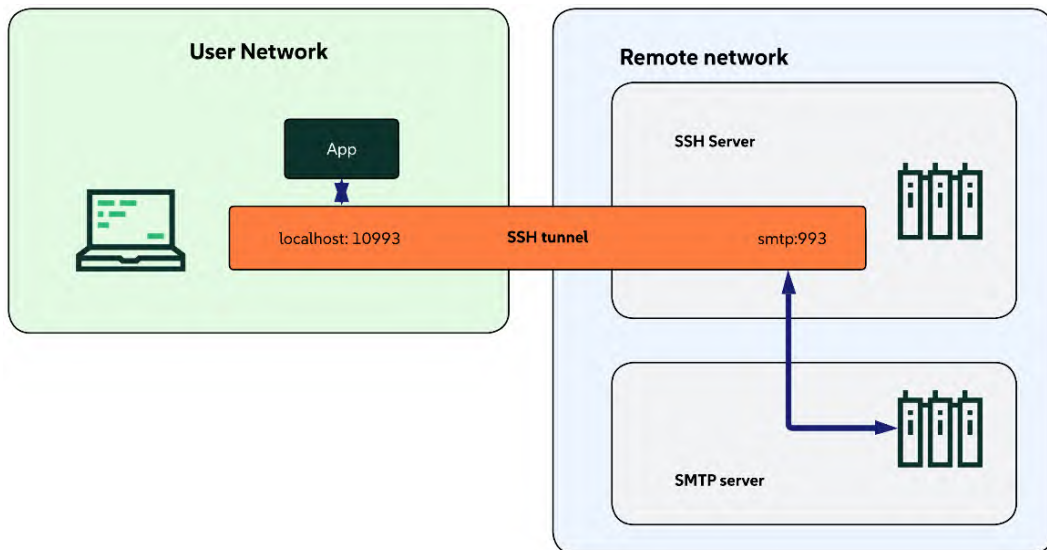 User Network
Remote network
SSH Server
App
localhost: 10993
SSH tunnel
smtp:993
SMTP server